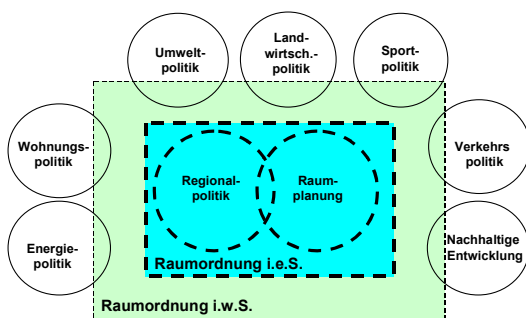 Umwelt-
politik
Land-
wirtsch.-
politik
Sport-
politik
Wohnungs-
politik
Verkehrs
politik
Regional-
politik
Raum-
planung
Energie-
politik
Nachhaltige
Entwicklung
Raumordnung i.e.S.
Raumordnung i.w.S.